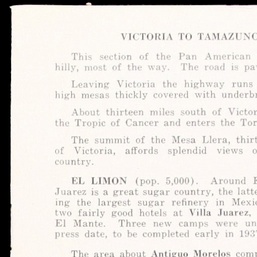 VICTORIA TO TAMAZUNC
This section of the Pan American
hilly, most of the way. The road is pa
Leaving Victoria the highway runs
high mesas thickly covered with underb
About thirteen miles south of Victor
the Tropic of Cancer and enters the Tor
The summit of the Mesa Llera, thirt
of Victoria, affords splendid views o
country.
EL LIMON (pop. 5,000). Around E
Juarez is a great sugar country, the latte
ing the largest sugar refinery in Mexic
two fairly good hotels at Villa Juarez,
El Mante. Three new camps were un
press date, to be completed early in 1937
The area about Antiguo Morelos comp